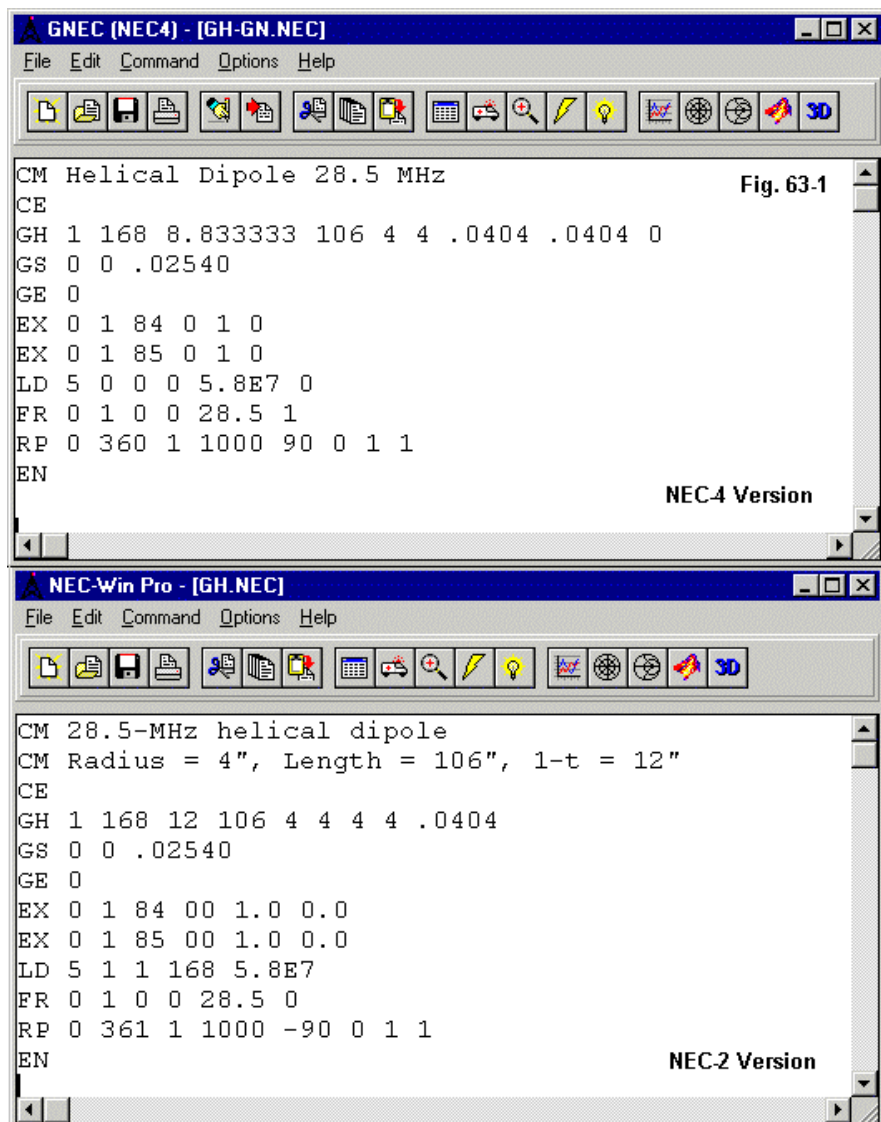 GNEC (NEC4) - [GH-GN.NEC]
File Edit Command Options Help
3D
CM Helical Dipole 28.5 MHz
Fig. 63-1
CE
GH 1 168 8.833333 106 4 4 .0404 .0404 0
GS 0 0 .02540
GE 0
EX 0 1 84 0 1 0
EX 0 1 85 0 1 0
LD 5 0 0 0 5.8E7 0
FR 0 1 0 0 28.5 1
RP 0 360 1 1000 90 0 1 1
EN
NEC-4 Version
NEC-Win Pro - [GH.NEC]
File Edit Command Options Help
3D
CM 28.5-MHz helical dipole
CM Radius = 4", Length = 106", 1-t = 12"
CE
GH 1 168 12 106 4 4 4 4 .0404
GS 0 0 .02540
GE 0
EX 0 1 84 00 1.0 0.0
EX 0 1 85 00 1.0 0.0
LD 5 1 1 168 5.8E7
FR 0 1 0 0 28.5 0
RP 0 361 1 1000 -90 0 1 1
EN
NEC-2 Version